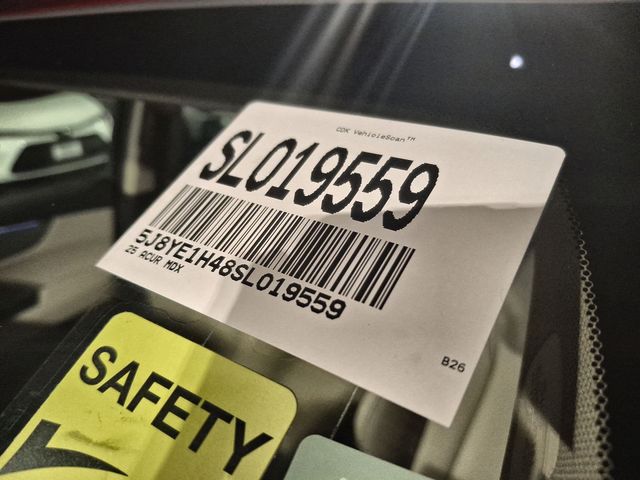 CDK VehicleScan™
SL019559
5J8YE1H48SL019559
25 ACUR MDX
B26
SAFETY